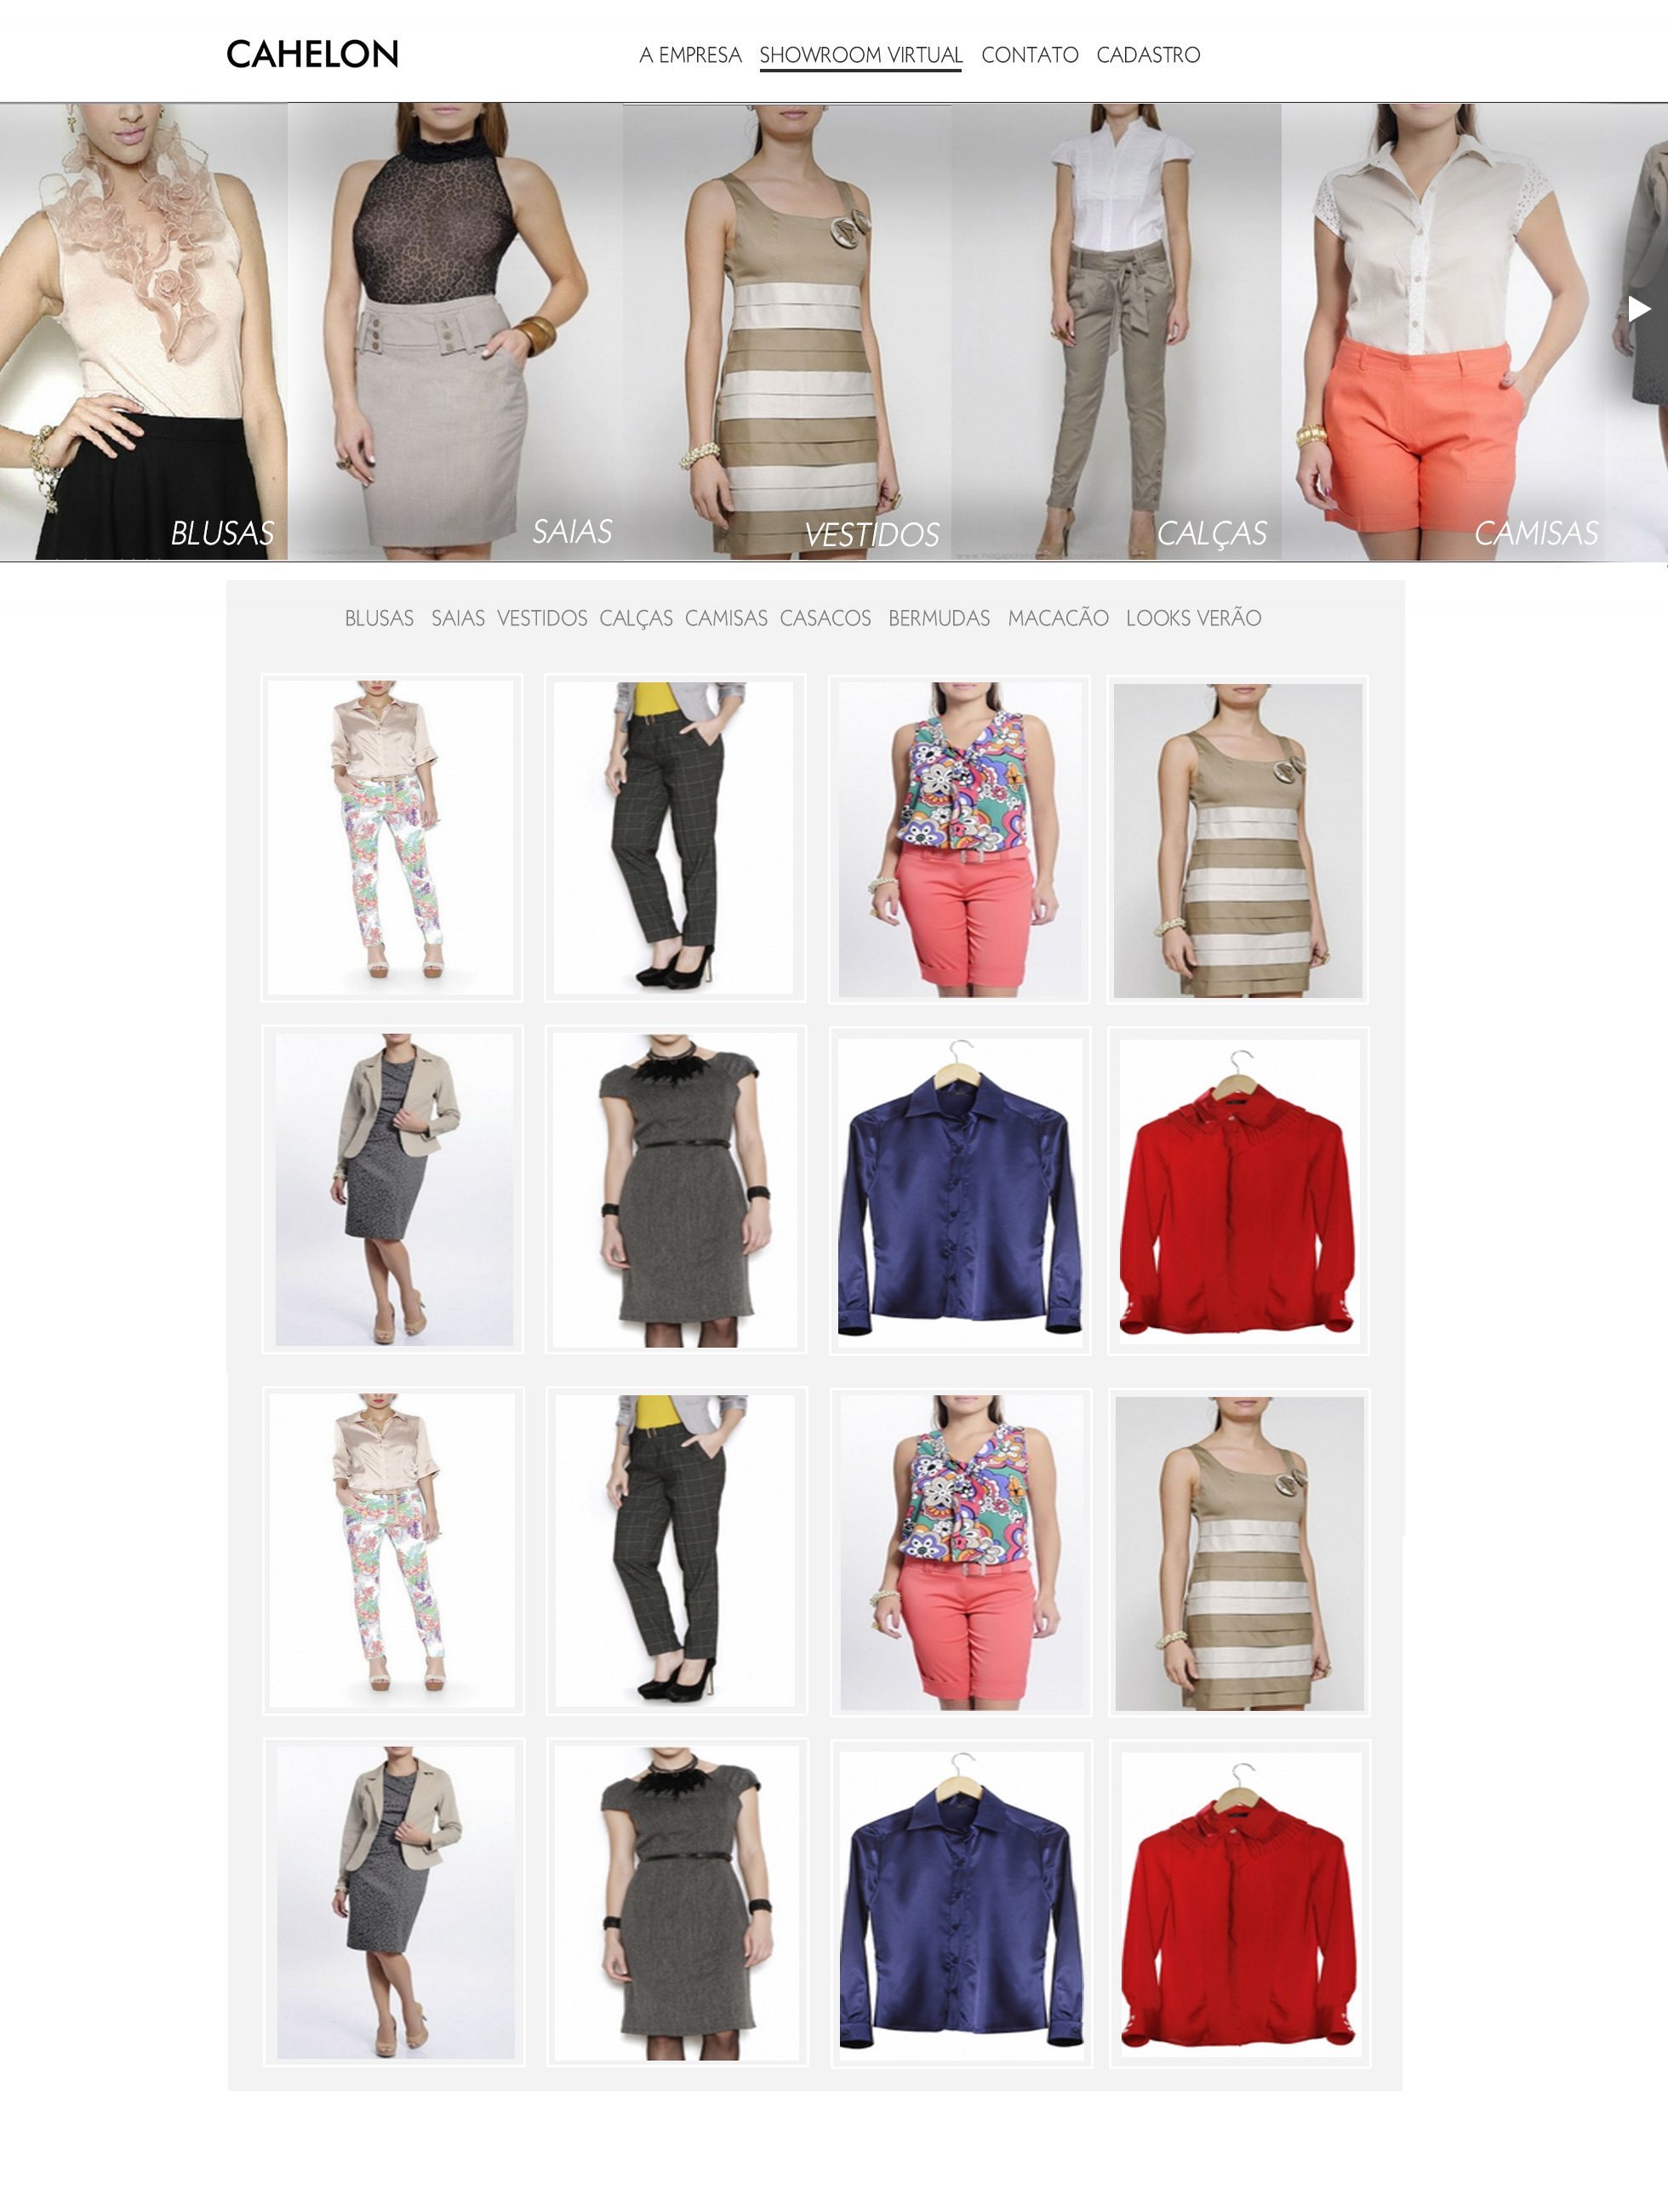 CAHELON
A EMPRESA SHOWROOM VIRTUAL CONTATO CADASTRO
BLUSAS
SAIAS
VESTIDOS
CALÇAS
CAMISAS
BLUSAS SAIAS VESTIDOS CALÇAS CAMISAS CASACOS BERMUDAS MACACÃO LOOKS VERÃO